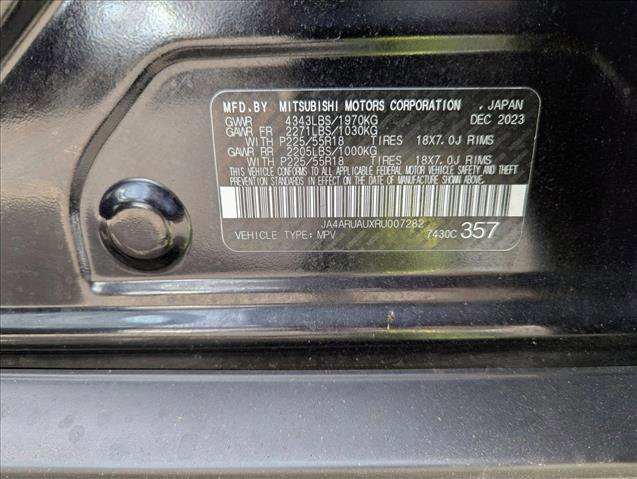 MFD.BY MITSUBISHI MOTORS CORPORATION , JAPAN
GVWR 4343LBS/1970KG DEC 2023
GAWR FR 2271LBS/1030KG
WITH P225/55R18 TIRES 18X7.0J RIMS
GAWR RR 2205LBS/1000KG
WITH P225/55R18 TIRES 18X7.0J RIMS
THIS VEHICLE CONFORMS TO ALL APPLICABLE FEDERAL MOTOR VEHICLE SAFETY, BUMPER AND THEFT
PREVENTION STANDARDS IN EFFECT ON THE DATE OF MANUFACTURE SHOWN ABOVE.
JA4ARUAUXRU007282
VEHICLE TYPE: MPV 7430C 357